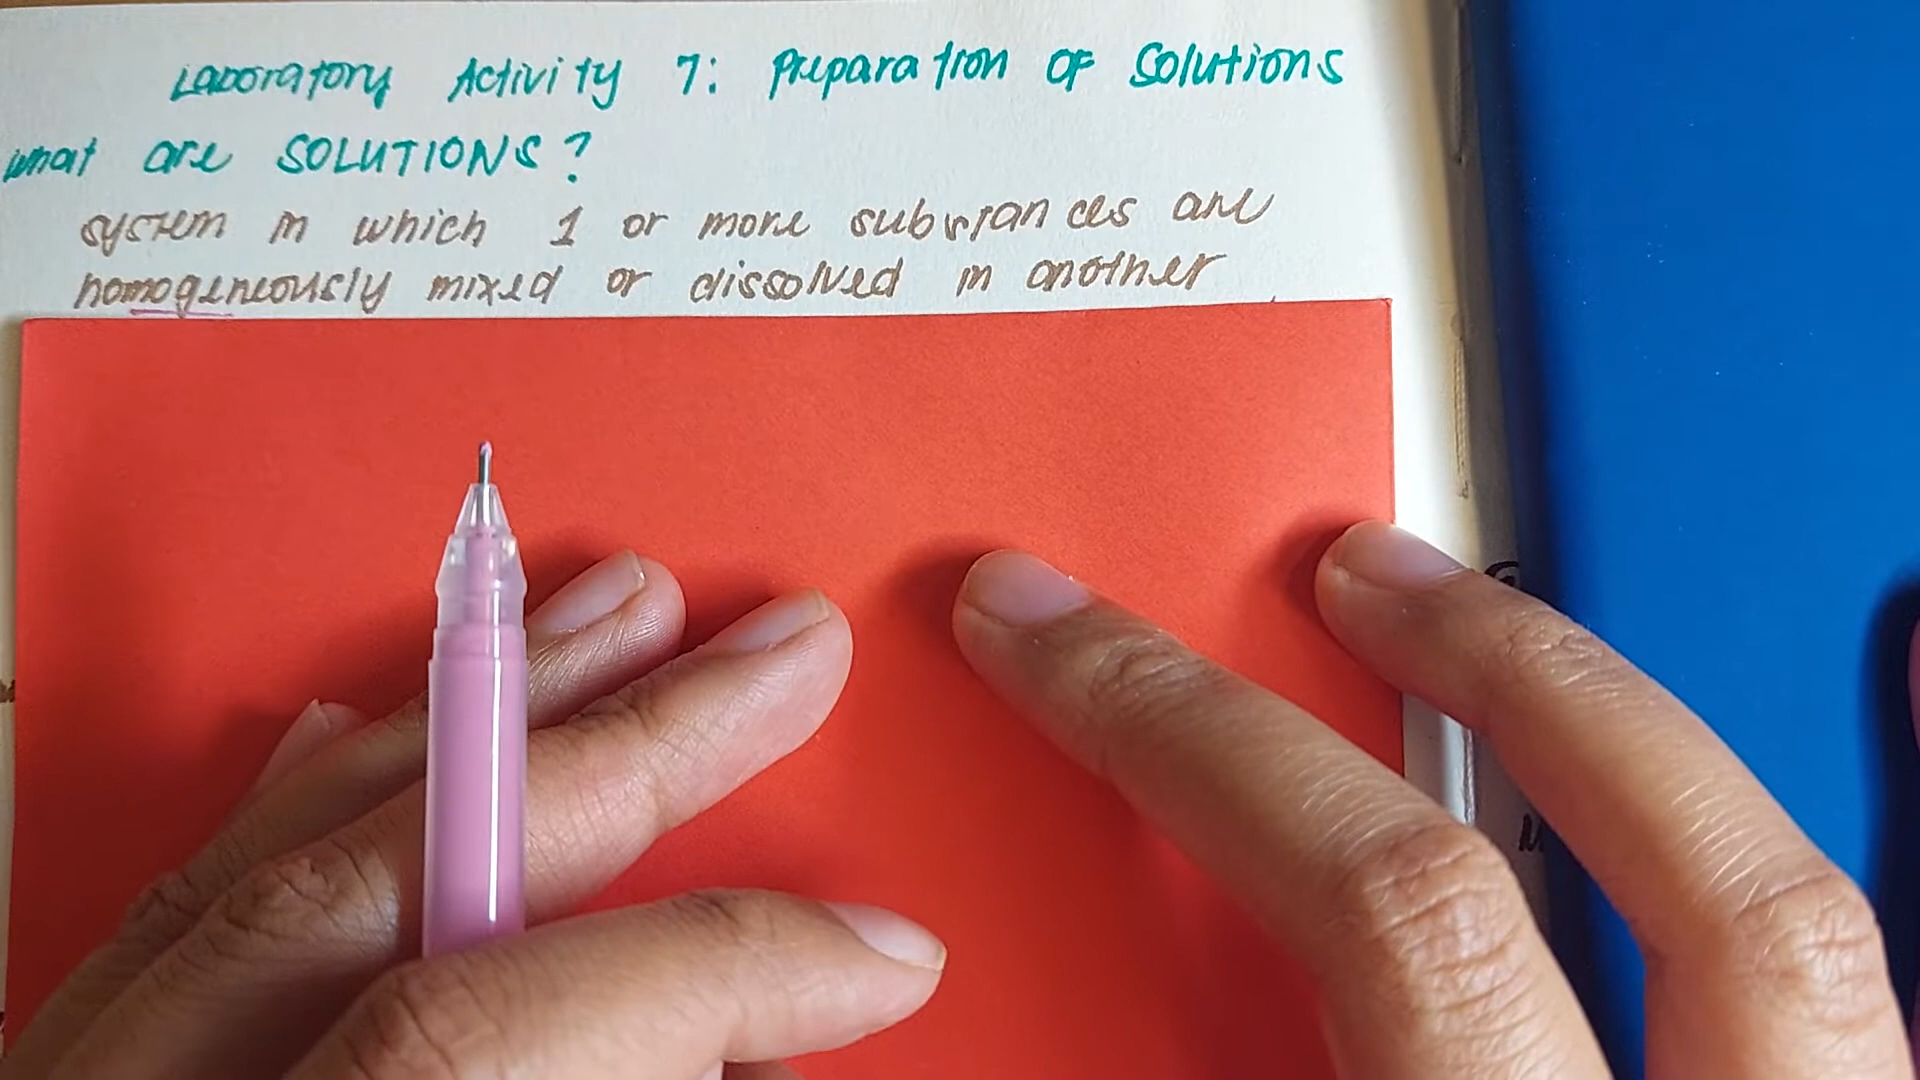 Laboratory Activity 7: Preparation OF Solutions
what are SOLUTIONS?
system in which 1 or more substances are
homogeneously mixed or dissolved in another